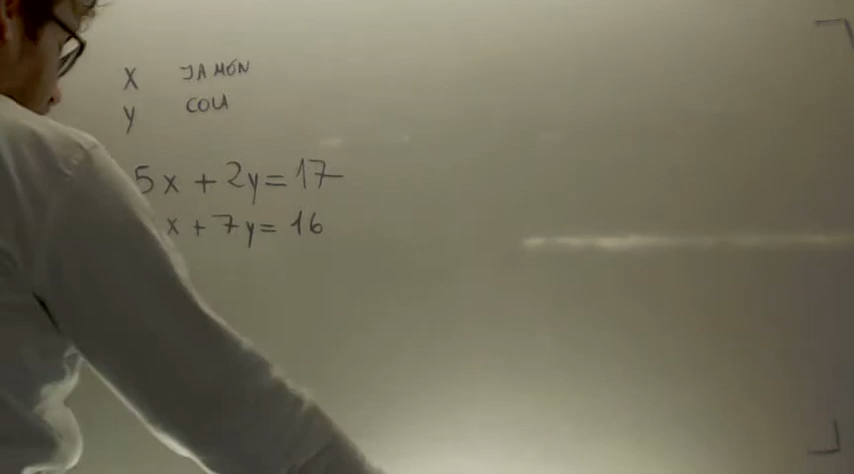 x JAMÓN
y COLA
5x + 2y = 17
x + 7y = 16